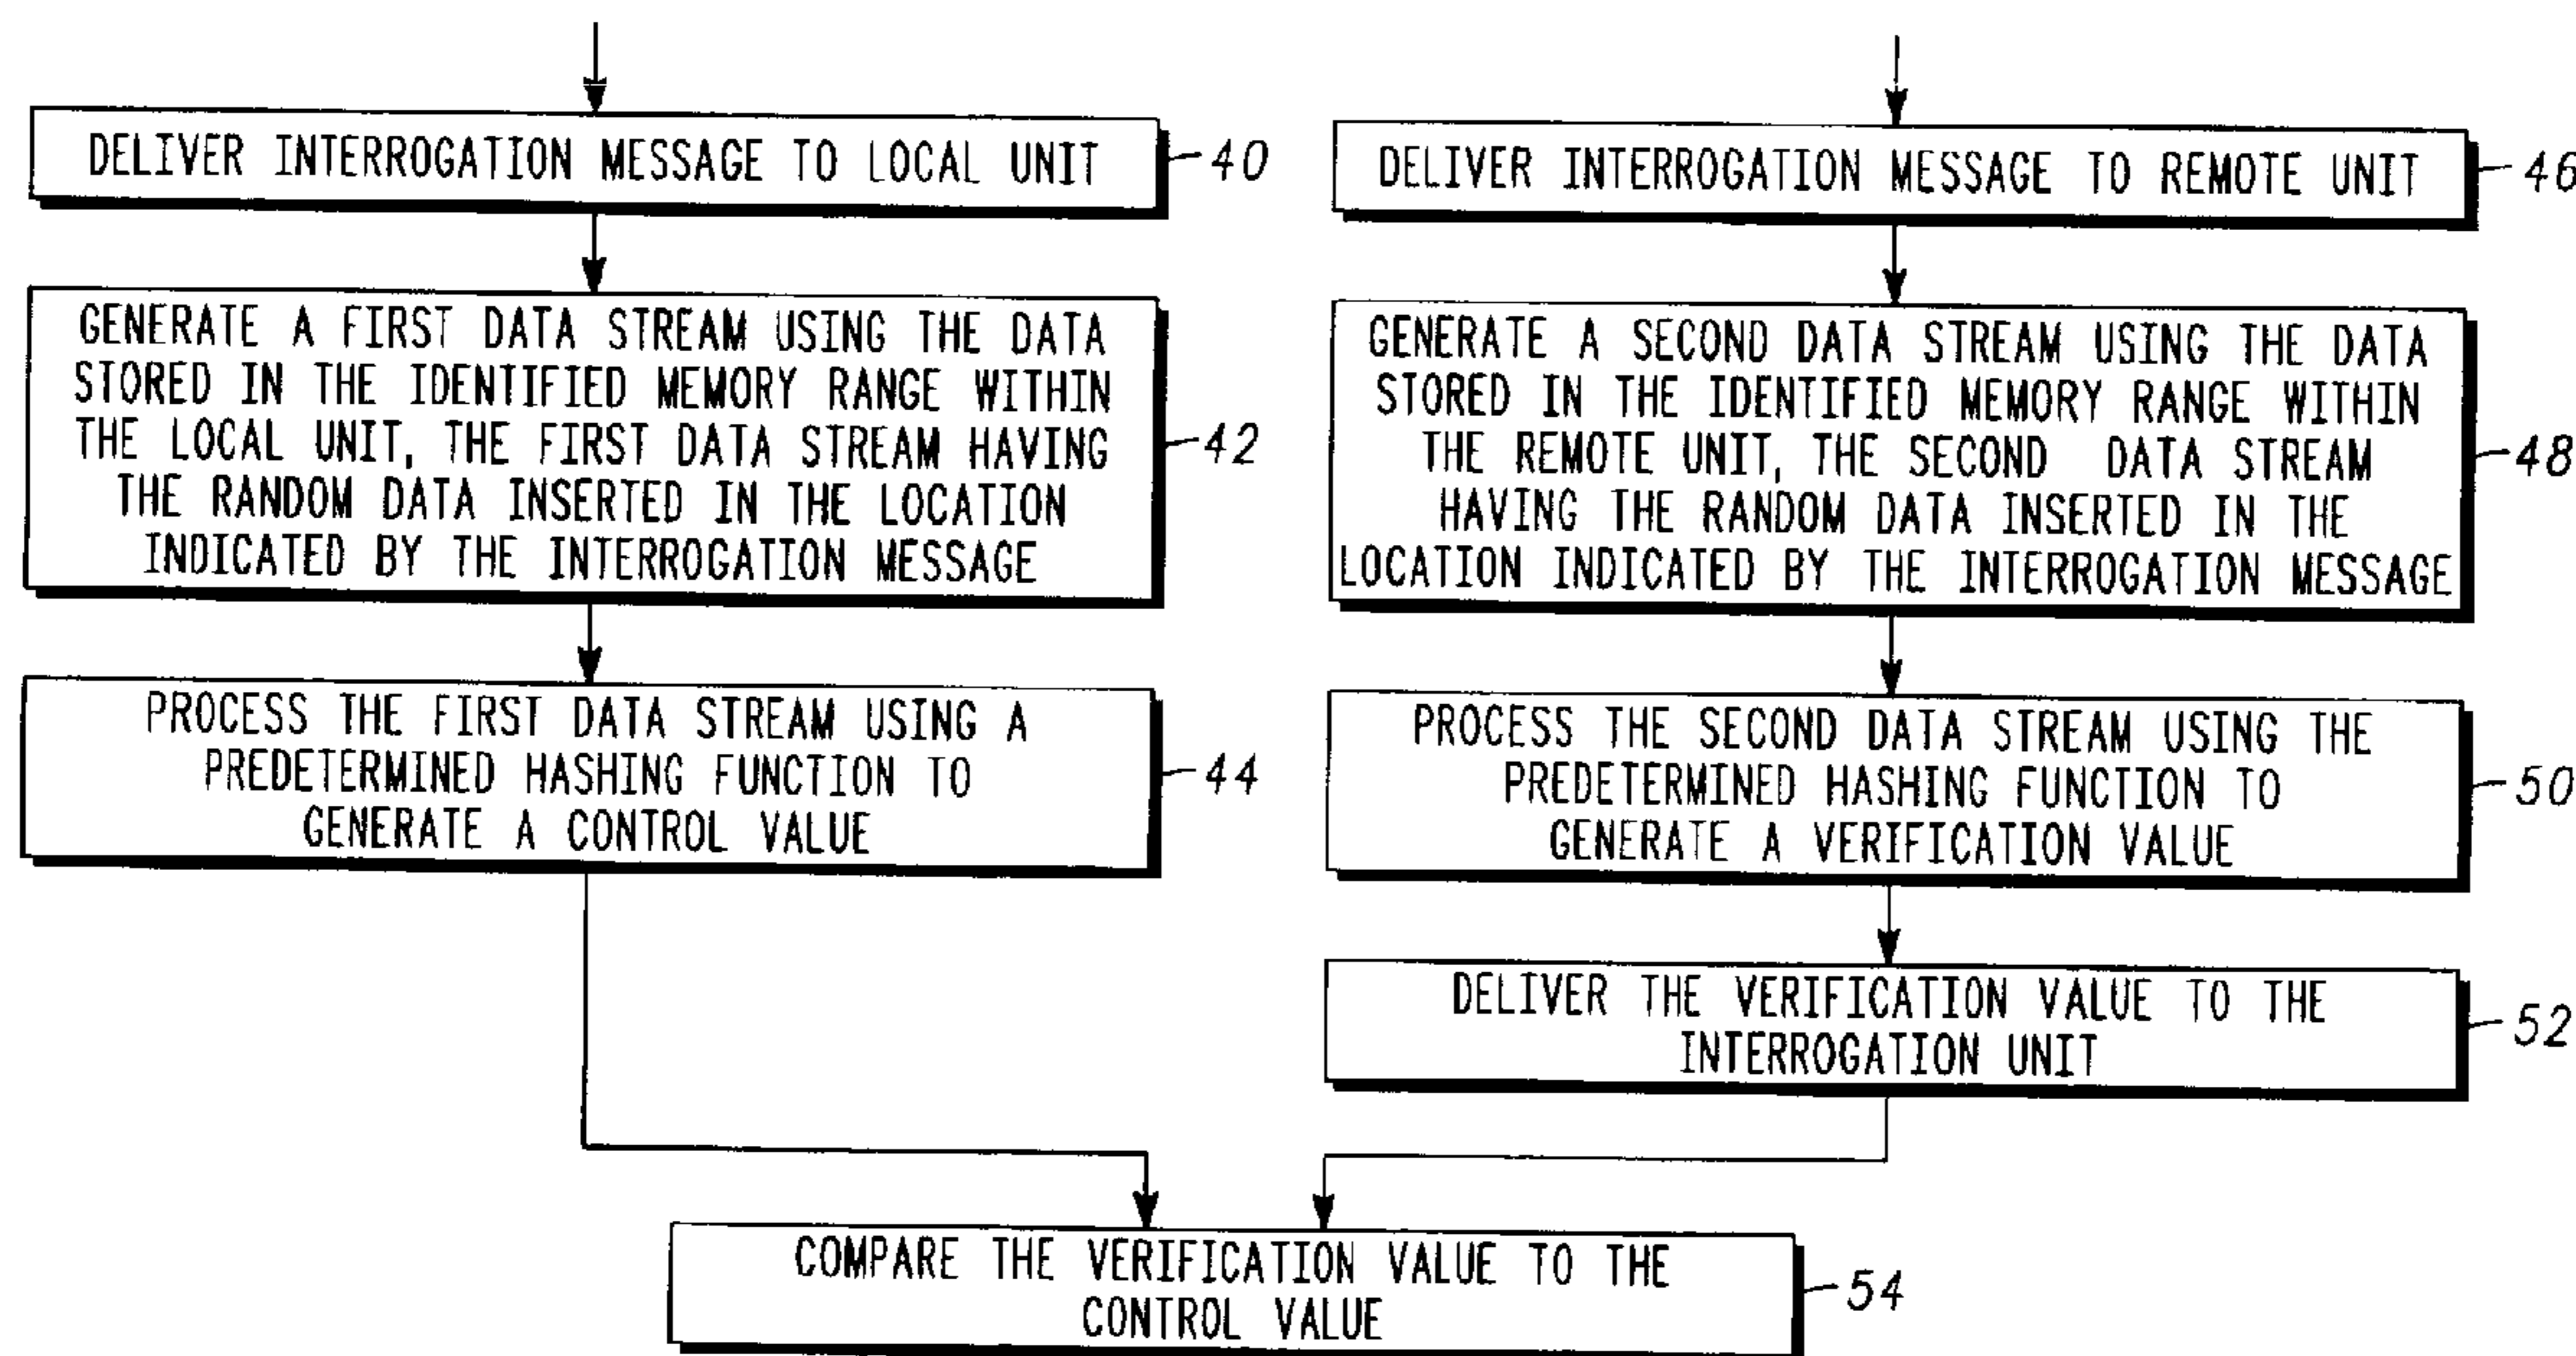 DELIVER INTERROGATION MESSAGE TO LOCAL UNIT
40
GENERATE A FIRST DATA STREAM USING THE DATA
STORED IN THE IDENTIFIED MEMORY RANGE WITHIN
THE LOCAL UNIT, THE FIRST DATA STREAM HAVING
THE RANDOM DATA INSERTED IN THE LOCATION
INDICATED BY THE INTERROGATION MESSAGE
42
PROCESS THE FIRST DATA STREAM USING A
PREDETERMINED HASHING FUNCTION TO
GENERATE A CONTROL VALUE
44
DELIVER INTERROGATION MESSAGE TO REMOTE UNIT
46
GENERATE A SECOND DATA STREAM USING THE DATA
STORED IN THE IDENTIFIED MEMORY RANGE WITHIN
THE REMOTE UNIT, THE SECOND DATA STREAM
HAVING THE RANDOM DATA INSERTED IN THE
LOCATION INDICATED BY THE INTERROGATION MESSAGE
48
PROCESS THE SECOND DATA STREAM USING THE
PREDETERMINED HASHING FUNCTION TO
GENERATE A VERIFICATION VALUE
50
DELIVER THE VERIFICATION VALUE TO THE
INTERROGATION UNIT
52
COMPARE THE VERIFICATION VALUE TO THE
CONTROL VALUE
54